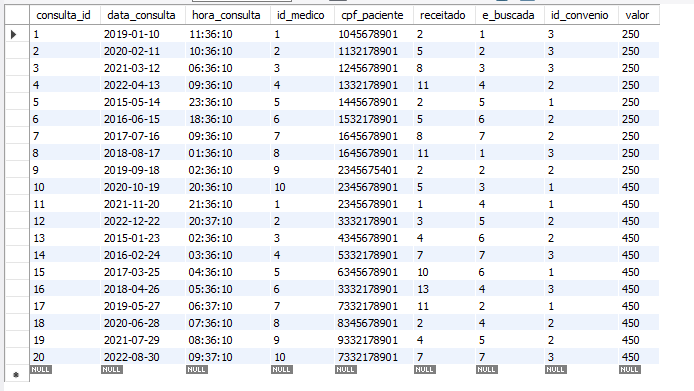 consulta_id data_consulta hora_consulta id_medico cpf_paciente receitado e_buscada id_convenio valor
1 2019-01-10 11:36:10 1 1045678901 2 1 3 250
2 2020-02-11 10:36:10 2 1132178901 5 2 3 250
3 2021-03-12 06:36:10 3 1245678901 8 3 3 250
4 2022-04-13 09:36:10 4 1332178901 11 4 2 250
5 2015-05-14 23:36:10 5 1445678901 2 5 1 250
6 2016-06-15 18:36:10 6 1532178901 5 6 2 250
7 2017-07-16 09:36:10 7 1645678901 8 7 2 250
8 2018-08-17 01:36:10 8 1645678901 11 1 3 250
9 2019-09-18 02:36:10 9 2345675401 2 2 2 250
10 2020-10-19 20:36:10 10 2345678901 5 3 1 450
11 2021-11-20 21:36:10 1 2345678901 1 4 1 450
12 2022-12-22 20:37:10 2 3332178901 3 5 2 450
13 2015-01-23 02:36:10 3 4345678901 4 6 2 450
14 2016-02-24 03:36:10 4 5332178901 7 7 3 450
15 2017-03-25 04:36:10 5 6345678901 10 6 1 450
16 2018-04-26 05:36:10 6 3332178901 13 4 3 450
17 2019-05-27 06:37:10 7 7332178901 11 2 1 450
18 2020-06-28 07:36:10 8 8345678901 2 4 2 450
19 2021-07-29 08:36:10 9 9332178901 4 5 2 450
20 2022-08-30 09:37:10 10 7332178901 7 7 3 450
NULL NULL NULL NULL NULL NULL NULL NULL NULL